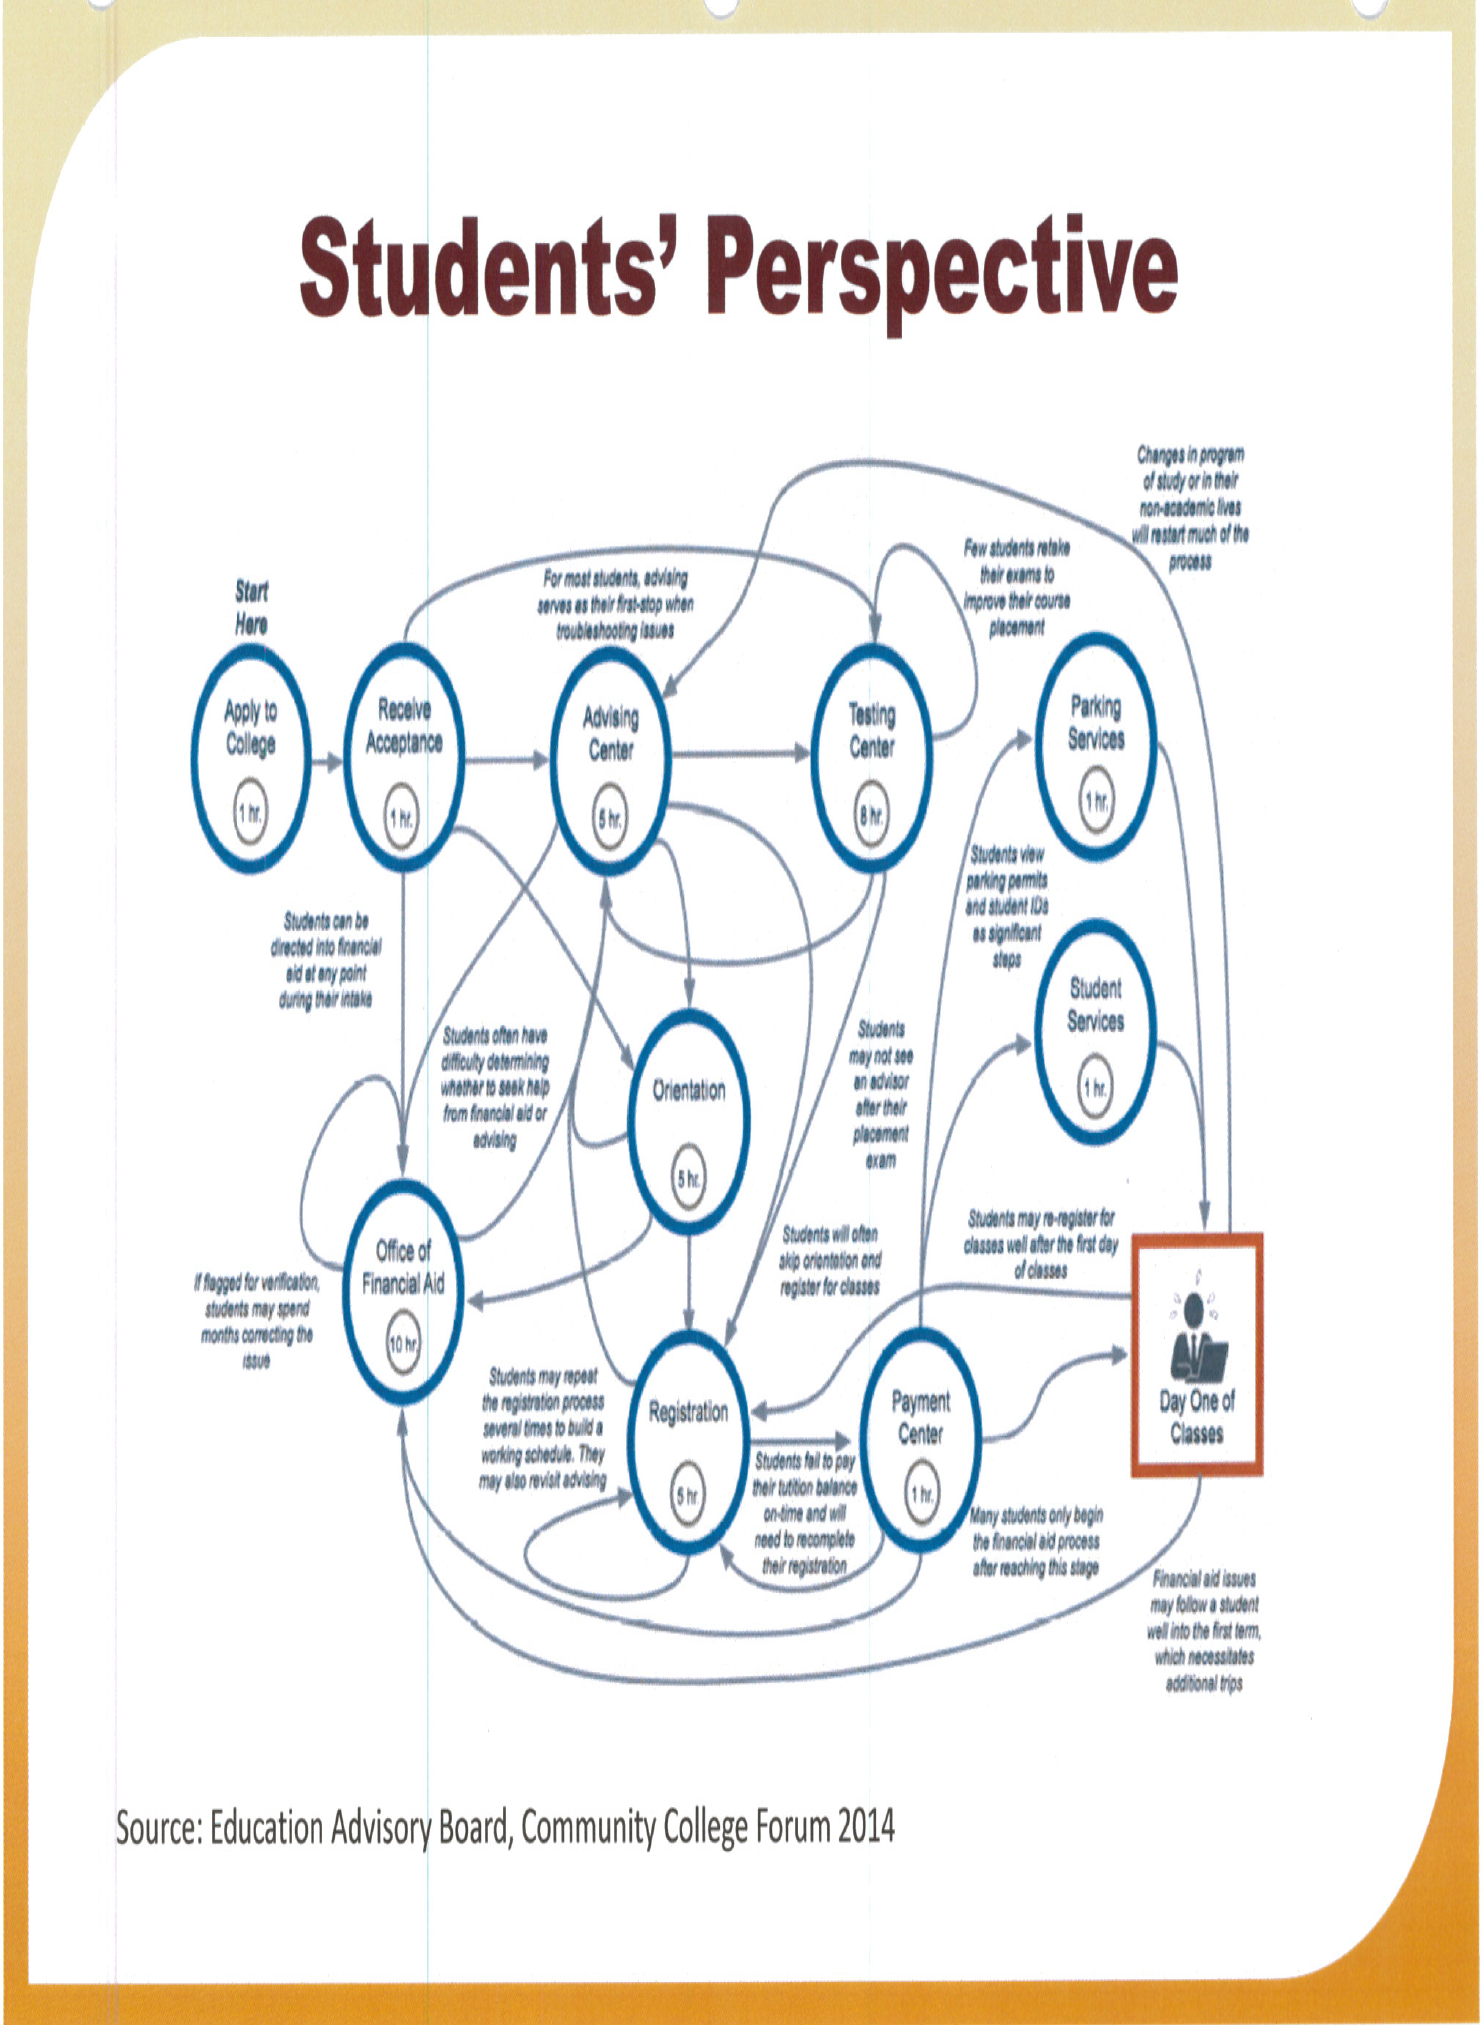 Students' Perspective
Changes in program
of study or in their
non-academic lives
will restart much of the
process
Few students retake
their exams to
improve their course
placement
For most students, advising
serves as their first-stop when
troubleshooting issues
Start
Here
Apply to
College
1 hr.
Receive
Acceptance
1 hr.
Advising
Center
5 hr.
Testing
Center
8 hr.
Parking
Services
1 hr.
Students view
parking permits
and student IDs
as significant
steps
Students can be
directed into financial
aid at any point
during their intake
Student
Services
1 hr.
Students often have
difficulty determining
whether to seek help
from financial aid or
advising
Orientation
5 hr.
Students
may not see
an advisor
after their
placement
exam
Office of
Financial Aid
10 hr.
If flagged for verification,
students may spend
months correcting the
issue
Students will often
skip orientation and
register for classes
Students may re-register for
classes well after the first day
of classes
Students may repeat
the registration process
several times to build a
working schedule. They
may also revisit advising
Registration
5 hr.
Students fail to pay
their tutition balance
on-time and will
need to recomplete
their registration
Payment
Center
1 hr.
Day One of
Classes
Many students only begin
the financial aid process
after reaching this stage
Financial aid issues
may follow a student
well into the first term,
which necessitates
additional trips
Source: Education Advisory Board, Community College Forum 2014